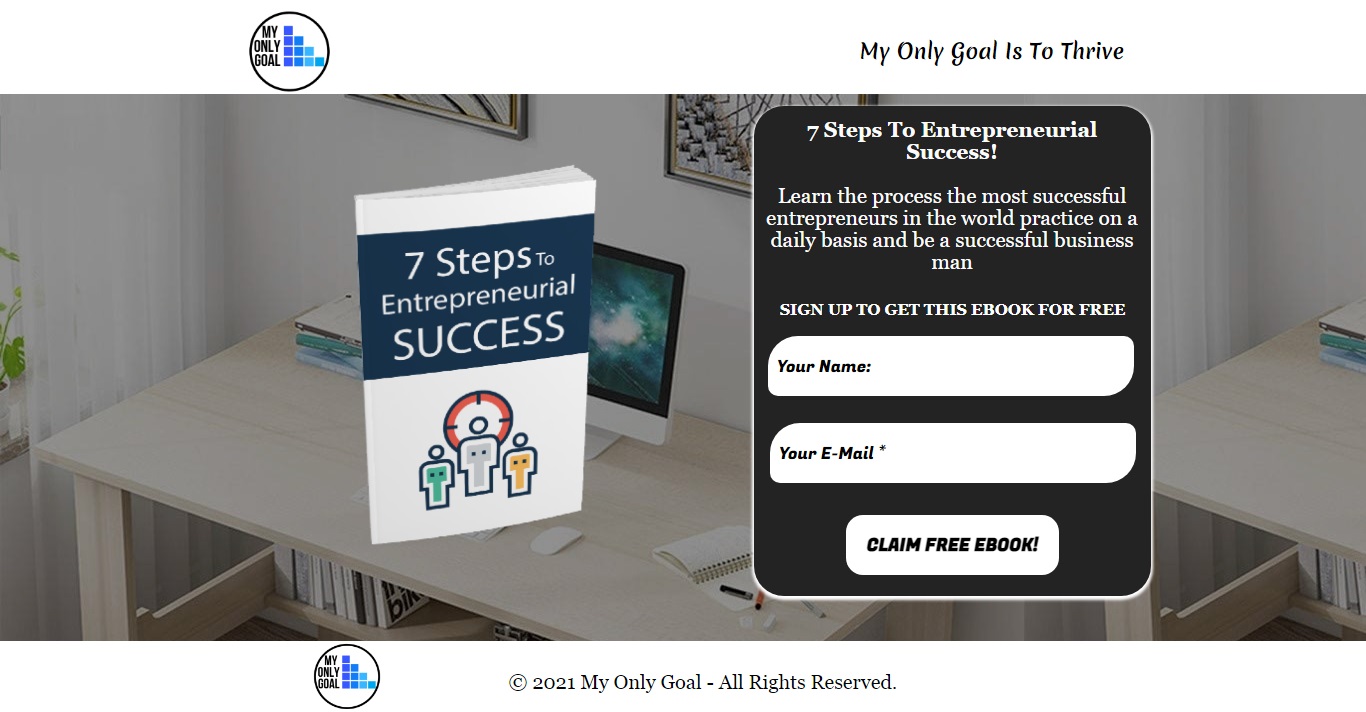 MY
ONLY
GOAL
My Only Goal Is To Thrive
7 Steps To
Entrepreneurial
SUCCESS
7 Steps To Entrepreneurial
Success!
Learn the process the most successful
entrepreneurs in the world practice on a
daily basis and be a successful business
man
SIGN UP TO GET THIS EBOOK FOR FREE
Your Name:
Your E-Mail *
CLAIM FREE EBOOK!
MY
ONLY
GOAL
© 2021 My Only Goal - All Rights Reserved.